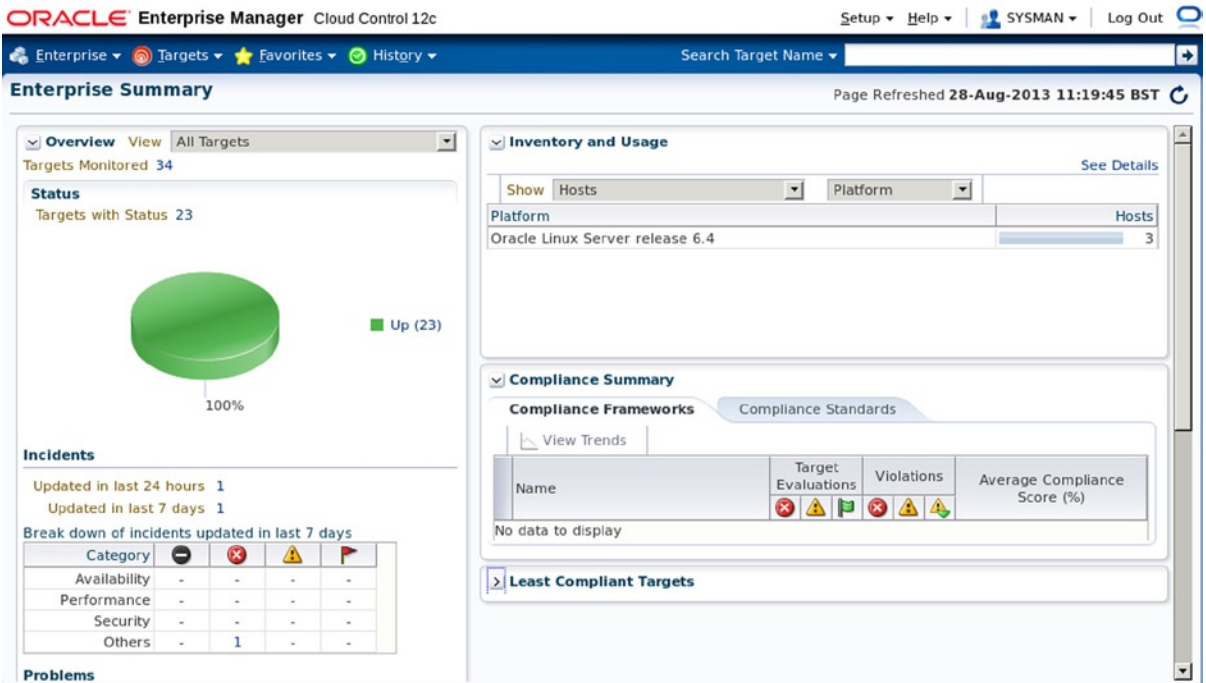 ORACLE Enterprise Manager Cloud Control 12c
Setup Help SYSMAN Log Out
Enterprise Targets Favorites History Search Target Name
Enterprise Summary
Page Refreshed 28-Aug-2013 11:19:45 BST
Overview View All Targets
Targets Monitored 34
Status
Targets with Status 23
Up (23)
100%
Incidents
Updated in last 24 hours 1
Updated in last 7 days 1
Break down of incidents updated in last 7 days
Category
Availability - - - -
Performance - - - -
Security - - - -
Others - 1 - -
Problems
Inventory and Usage
See Details
Show Hosts Platform
Platform Hosts
Oracle Linux Server release 6.4 3
Compliance Summary
Compliance Frameworks Compliance Standards
View Trends
Name Target Evaluations Violations Average Compliance Score (%)
No data to display
Least Compliant Targets